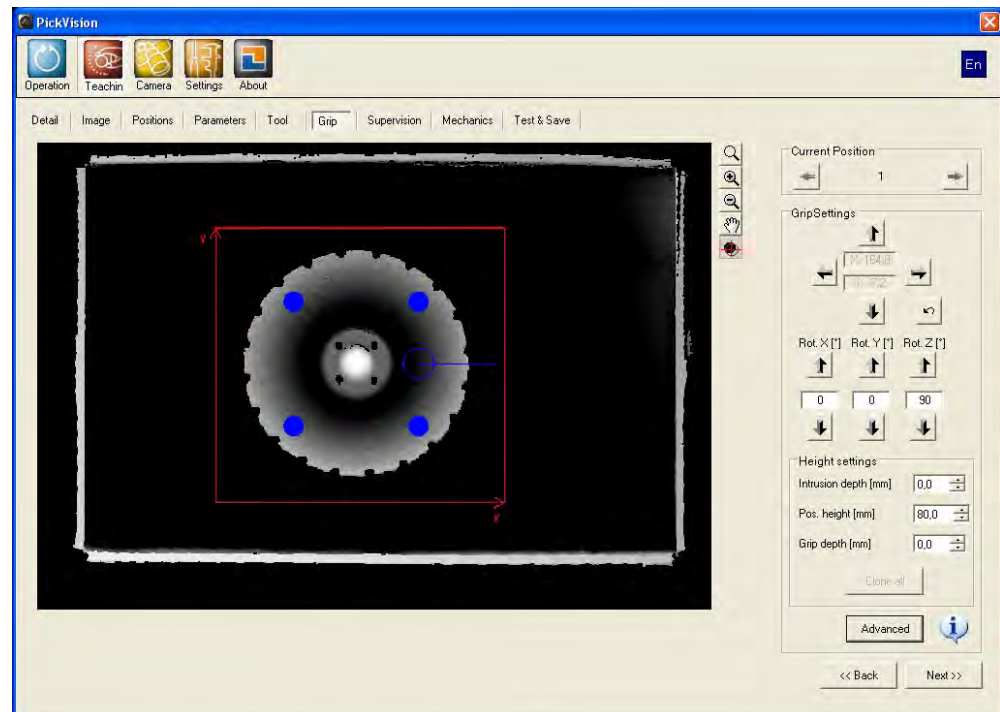 PickVision
En
Operation Teachin Camera Settings About
Detail Image Positions Parameters Tool Grip Supervision Mechanics Test & Save
Current Position
1
GripSettings
X: 164,8
Rot. X [°] Rot. Y [°] Rot. Z [°]
0 0 90
Height settings
Intrusion depth [mm] 0,0
Pos. height [mm] 80,0
Grip depth [mm] 0,0
Clone all
Advanced
<< Back Next >>
Y
X